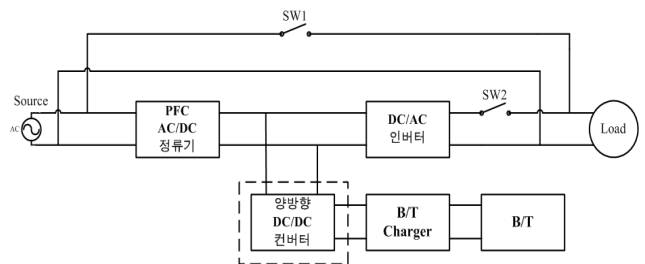 SW1
Source
AC
PFC
AC/DC
정류기
DC/AC
인버터
SW2
Load
양방향
DC/DC
컨버터
B/T
Charger
B/T